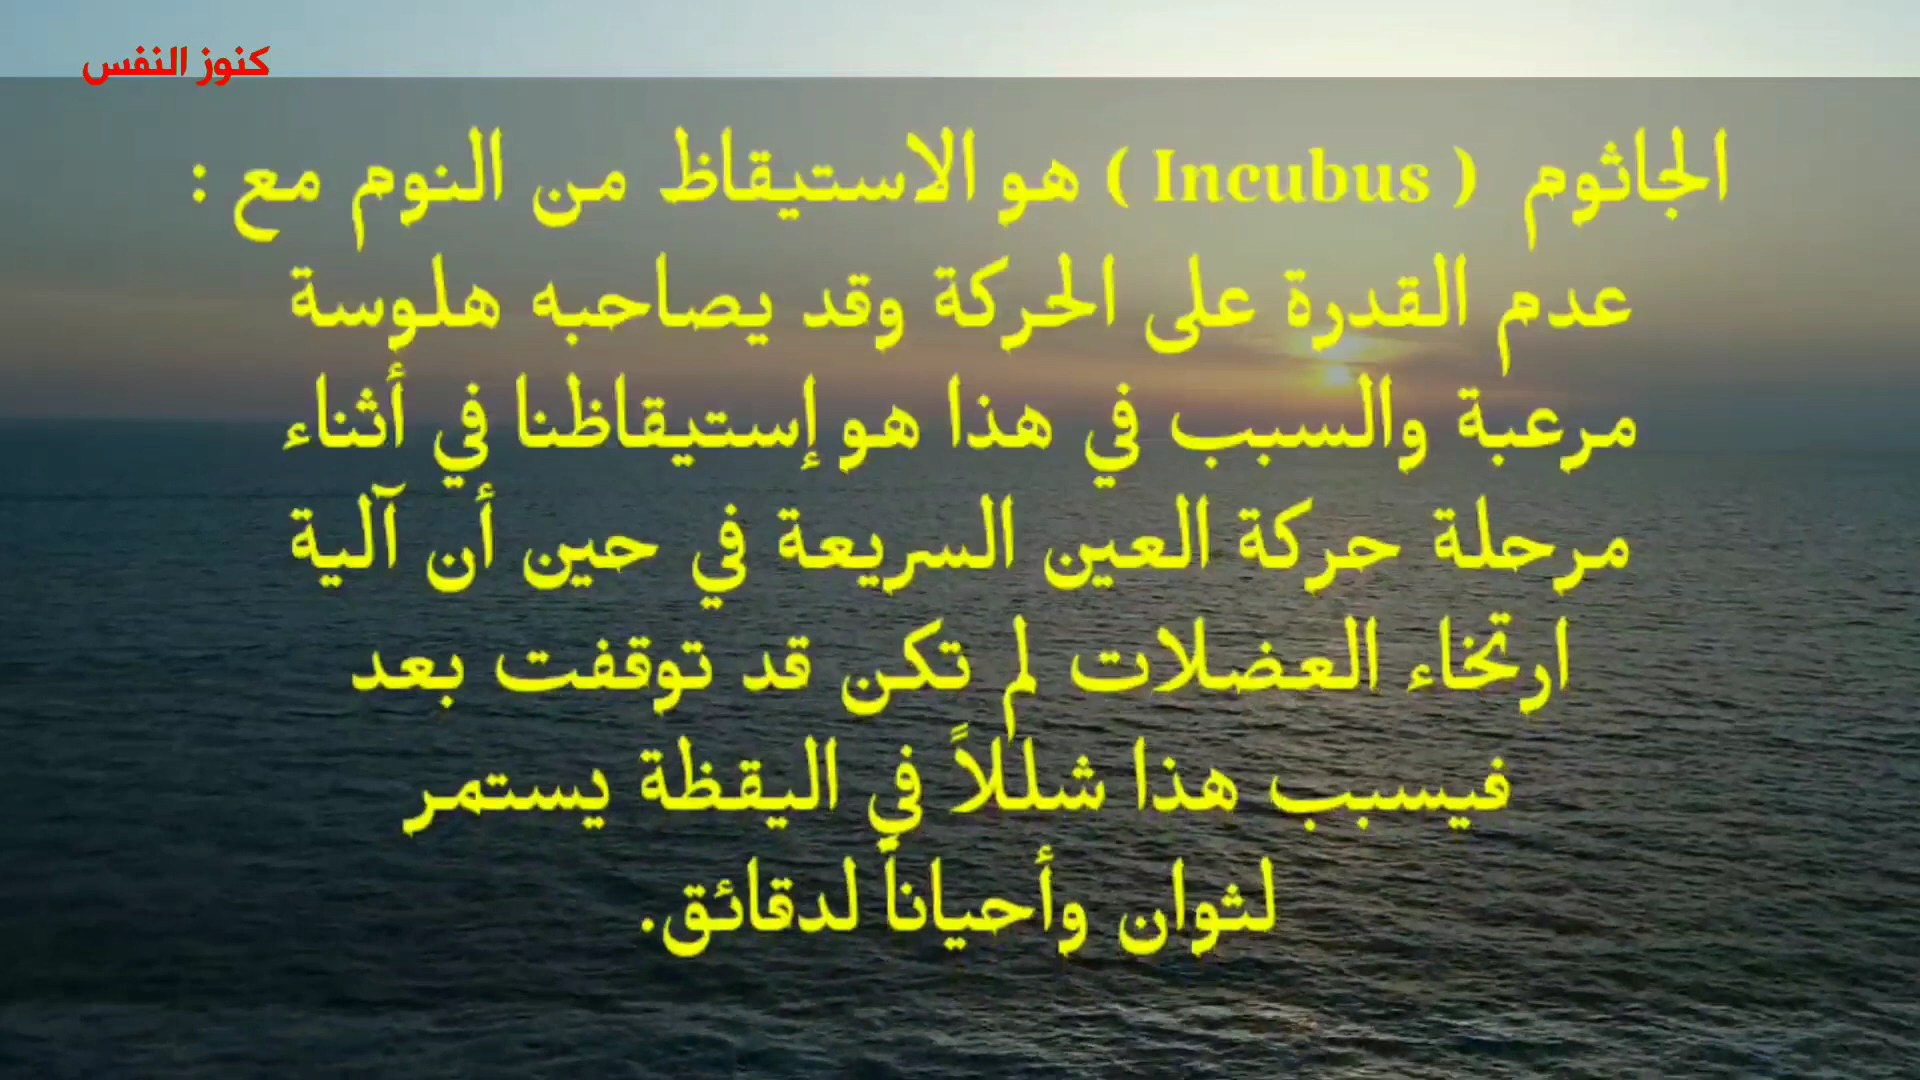 كنوز النفس
الجاثوم ( Incubus ) هو الاستيقاظ من النوم مع :
عدم القدرة على الحركة وقد يصاحبه هلوسة
مرعبة والسبب في هذا هو إستيقاظنا في أثناء
مرحلة حركة العين السريعة في حين أن آلية
ارتخاء العضلات لم تكن قد توقفت بعد
فيسبب هذا شللاً في اليقظة يستمر
لثوان وأحياناً لدقائق.